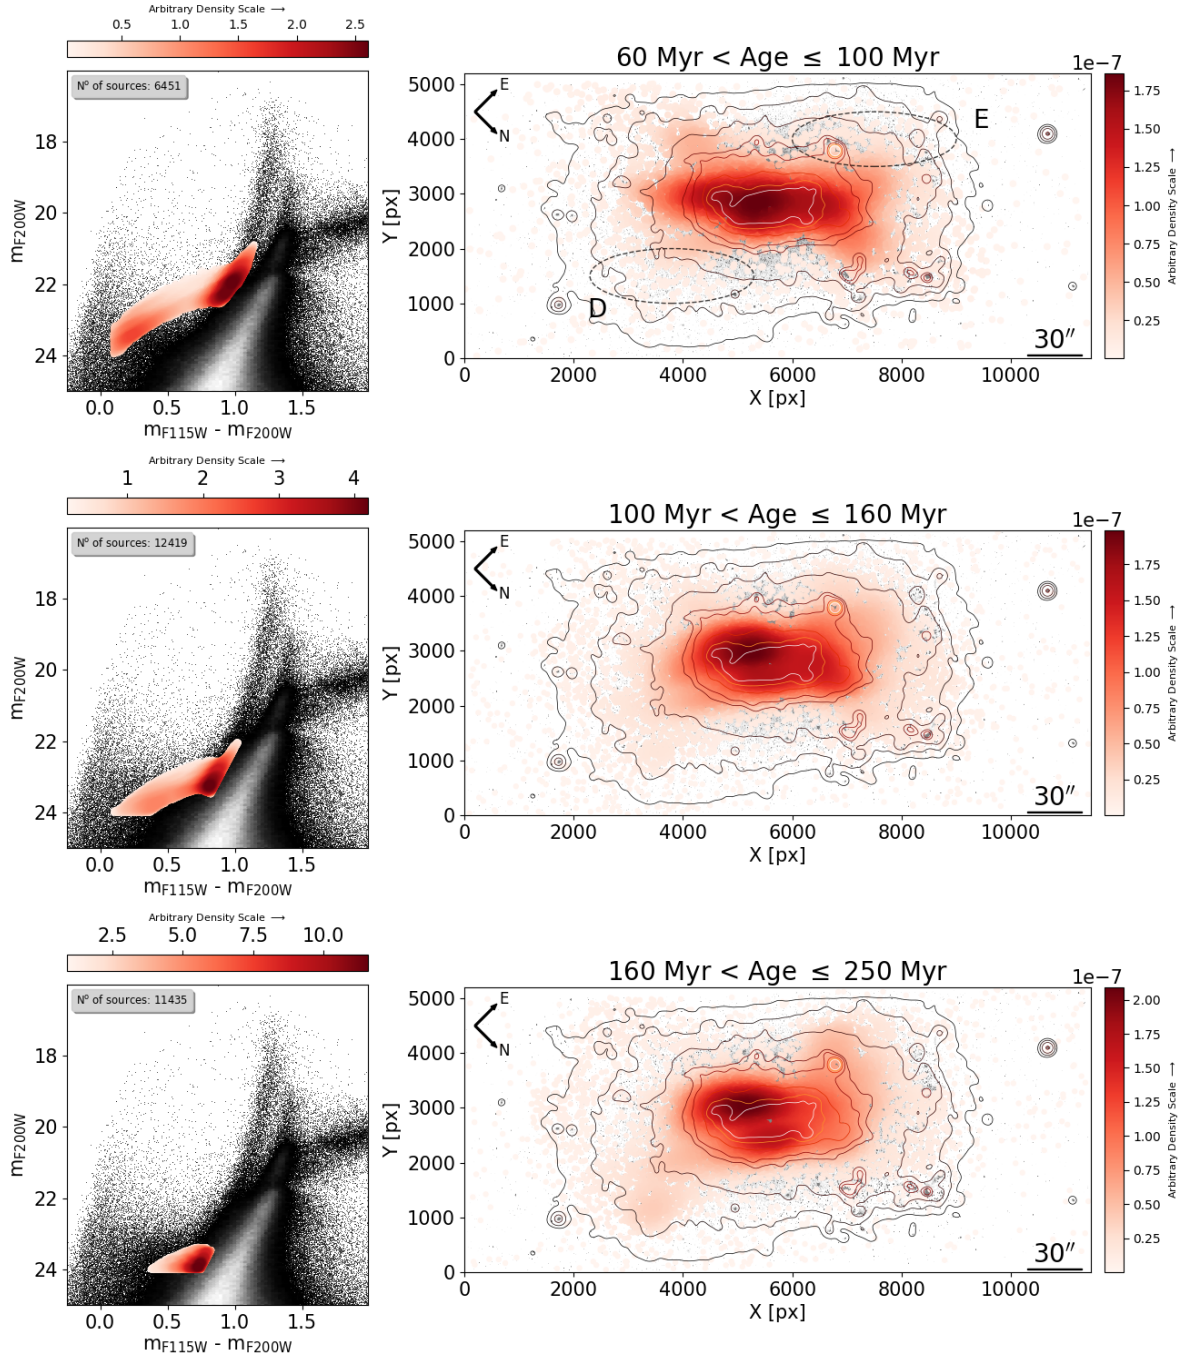 Arbitrary Density Scale →
0.5 1.0 1.5 2.0 2.5
Nº of sources: 6451
18
20
22
24
m_F200W
0.0 0.5 1.0 1.5
m_F115W - m_F200W
60 Myr < Age ≤ 100 Myr
1e−7
5000
4000
3000
2000
1000
0
Y [px]
E
N
E
D
30″
0 2000 4000 6000 8000 10000
X [px]
1.75
1.50
1.25
1.00
0.75
0.50
0.25
Arbitrary Density Scale →
Arbitrary Density Scale →
1 2 3 4
Nº of sources: 12419
18
20
22
24
m_F200W
0.0 0.5 1.0 1.5
m_F115W - m_F200W
100 Myr < Age ≤ 160 Myr
1e−7
5000
4000
3000
2000
1000
0
Y [px]
E
N
30″
0 2000 4000 6000 8000 10000
X [px]
1.75
1.50
1.25
1.00
0.75
0.50
0.25
Arbitrary Density Scale →
Arbitrary Density Scale →
2.5 5.0 7.5 10.0
Nº of sources: 11435
18
20
22
24
m_F200W
0.0 0.5 1.0 1.5
m_F115W - m_F200W
160 Myr < Age ≤ 250 Myr
1e−7
5000
4000
3000
2000
1000
0
Y [px]
E
N
30″
0 2000 4000 6000 8000 10000
X [px]
2.00
1.75
1.50
1.25
1.00
0.75
0.50
0.25
Arbitrary Density Scale →